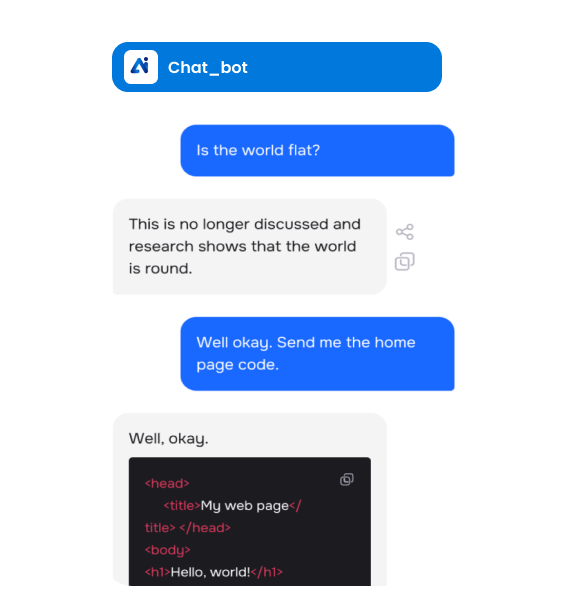 Ai Chat_bot
Is the world flat?
This is no longer discussed and
research shows that the world
is round.
Well okay. Send me the home
page code.
Well, okay.
<head>
<title>My web page</
title> </head>
<body>
<h1>Hello, world!</h1>